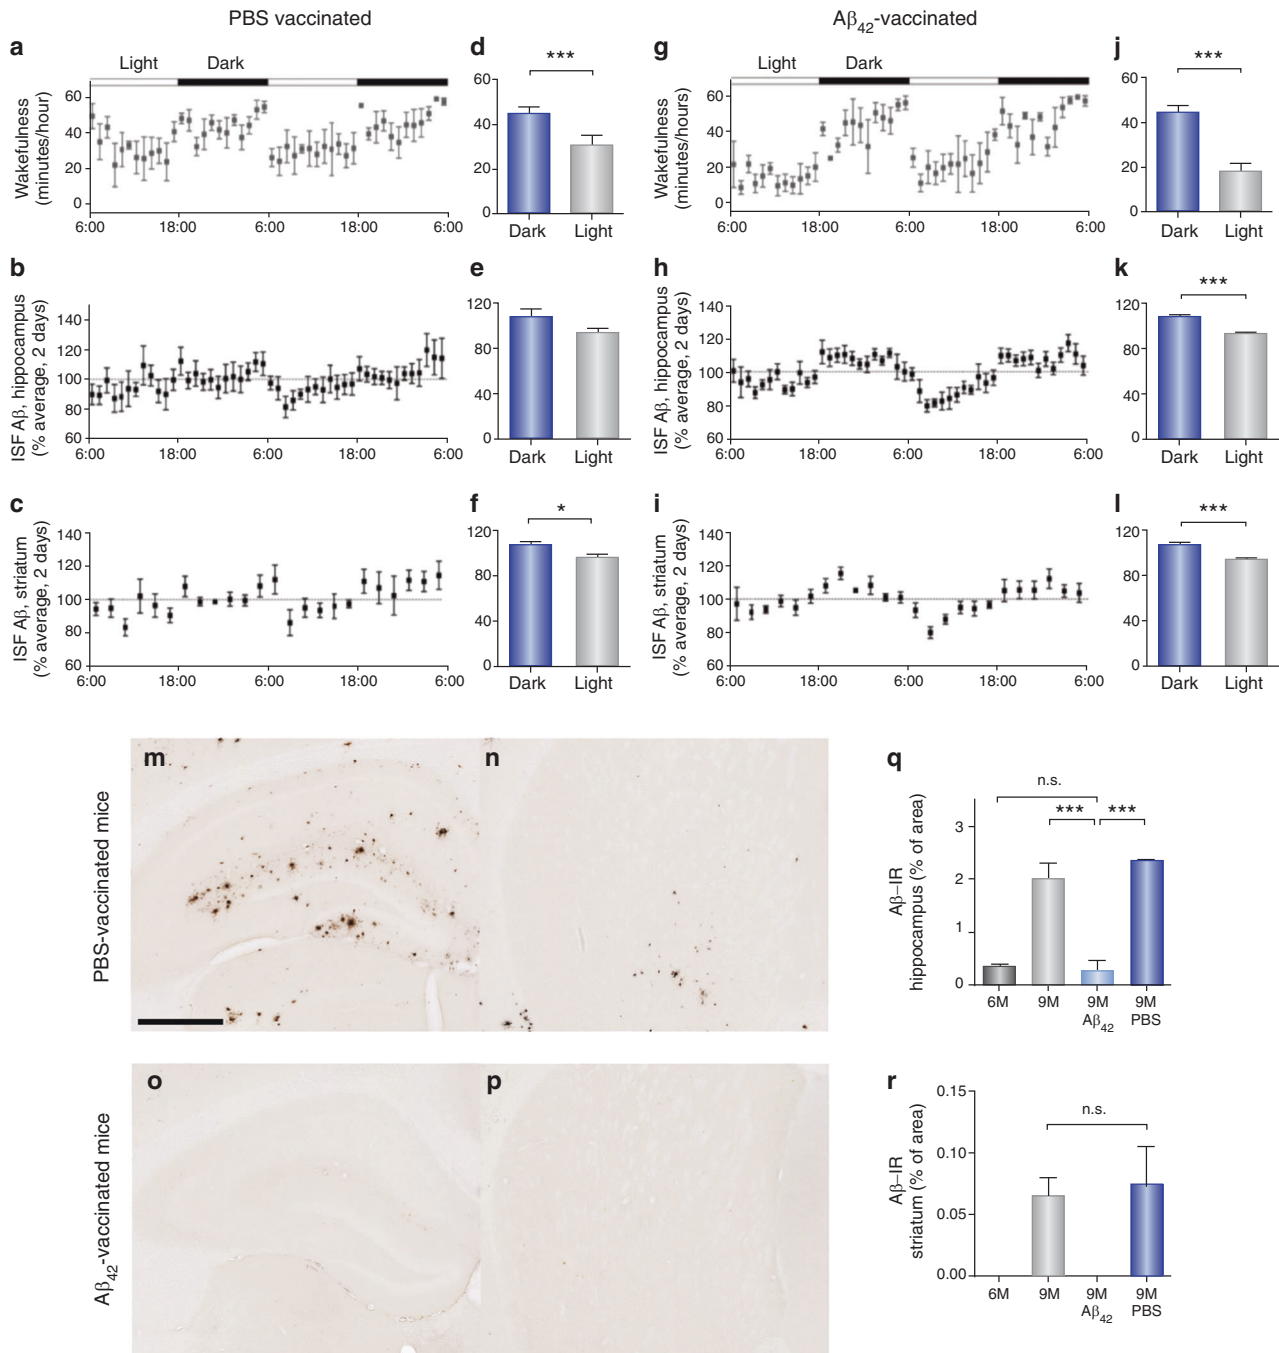 PBS vaccinated
Aβ42-vaccinated
a
Light
Dark
Wakefulness
(minutes/hour)
60
40
20
0
6:00
18:00
6:00
18:00
6:00
d
***
60
40
20
0
Dark
Light
g
Light
Dark
Wakefulness
(minutes/hours)
60
40
20
0
6:00
18:00
6:00
18:00
6:00
j
***
60
40
20
0
Dark
Light
b
ISF Aβ, hippocampus
(% average, 2 days)
140
120
100
80
60
6:00
18:00
6:00
18:00
6:00
e
120
80
40
0
Dark
Light
h
ISF Aβ, hippocampus
(% average, 2 days)
140
120
100
80
60
6:00
18:00
6:00
18:00
6:00
k
***
120
80
40
0
Dark
Light
c
ISF Aβ, striatum
(% average, 2 days)
140
120
100
80
60
6:00
18:00
6:00
18:00
6:00
f
*
120
80
40
0
Dark
Light
i
ISF Aβ, striatum
(% average, 2 days)
140
120
100
80
60
6:00
18:00
6:00
18:00
6:00
l
***
120
80
40
0
Dark
Light
PBS-vaccinated mice
m
n
q
n.s.
***
***
Aβ–IR
hippocampus (% of area)
3
2
1
0
6M
9M
9M
Aβ42
9M
PBS
Aβ42-vaccinated mice
o
p
r
n.s.
Aβ–IR
striatum (% of area)
0.15
0.10
0.05
0.00
6M
9M
9M
Aβ42
9M
PBS